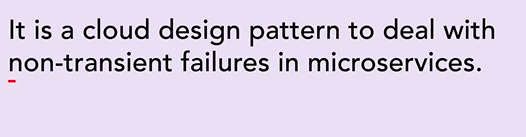 It is a cloud design pattern to deal with
non-transient failures in microservices.